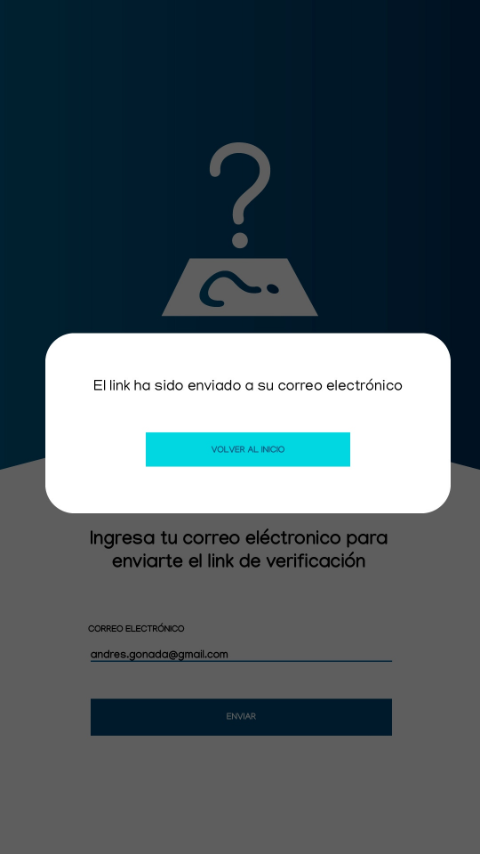 ?
?
El link ha sido enviado a su correo electrónico
VOLVER AL INICIO
Ingresa tu correo eléctronico para
enviarte el link de verificación
CORREO ELECTRÓNICO
andres.gonada@gmail.com
ENVIAR